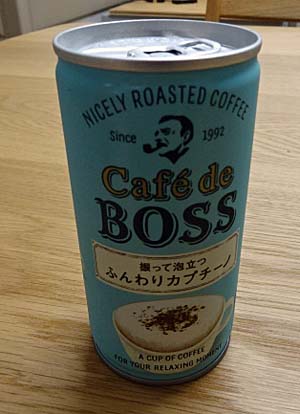 NICELY ROASTED COFFEE
Since 1992
Café de
BOSS
振って泡立つ
ふんわりカプチーノ
A CUP OF COFFEE
FOR YOUR RELAXING MOMENT